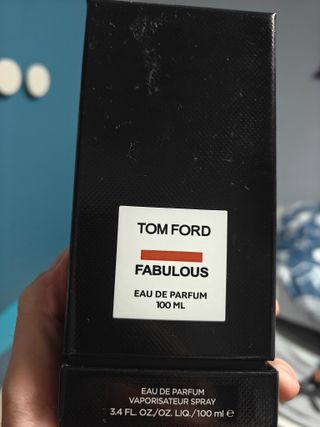 TOM FORD
FABULOUS
EAU DE PARFUM
100 ML
EAU DE PARFUM
VAPORISATEUR SPRAY
3.4 FL. OZ./OZ. LIQ./100 ml ℮